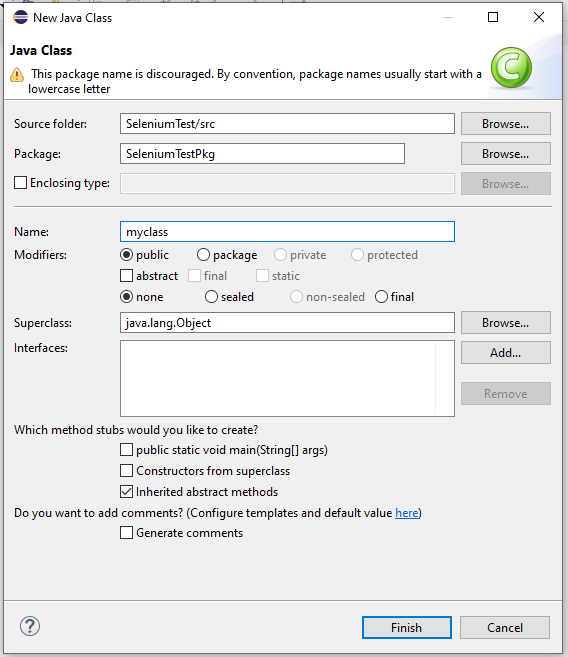 New Java Class
Java Class
This package name is discouraged. By convention, package names usually start with a
lowercase letter
C
Source folder: SeleniumTest/src Browse...
Package: SeleniumTestPkg Browse...
Enclosing type: Browse...
Name: myclass
Modifiers: public package private protected
abstract final static
none sealed non-sealed final
Superclass: java.lang.Object Browse...
Interfaces: Add...
Remove
Which method stubs would you like to create?
public static void main(String[] args)
Constructors from superclass
Inherited abstract methods
Do you want to add comments? (Configure templates and default value here)
Generate comments
? Finish Cancel